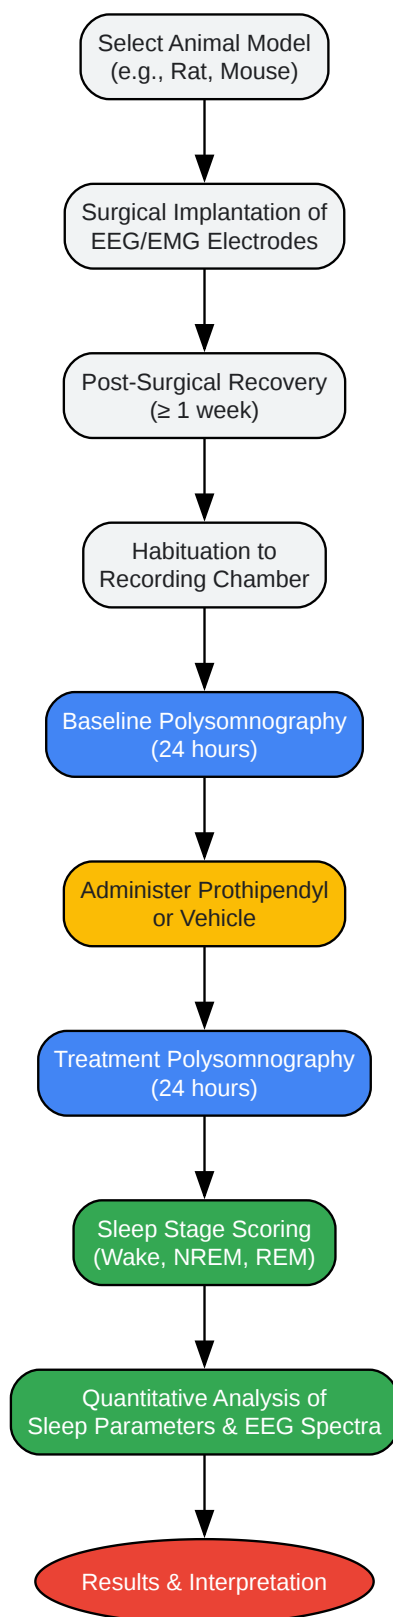 Select Animal Model
(e.g., Rat, Mouse)
Surgical Implantation of
EEG/EMG Electrodes
Post-Surgical Recovery
(≥ 1 week)
Habituation to
Recording Chamber
Baseline Polysomnography
(24 hours)
Administer Prothipendyl
or Vehicle
Treatment Polysomnography
(24 hours)
Sleep Stage Scoring
(Wake, NREM, REM)
Quantitative Analysis of
Sleep Parameters & EEG Spectra
Results & Interpretation